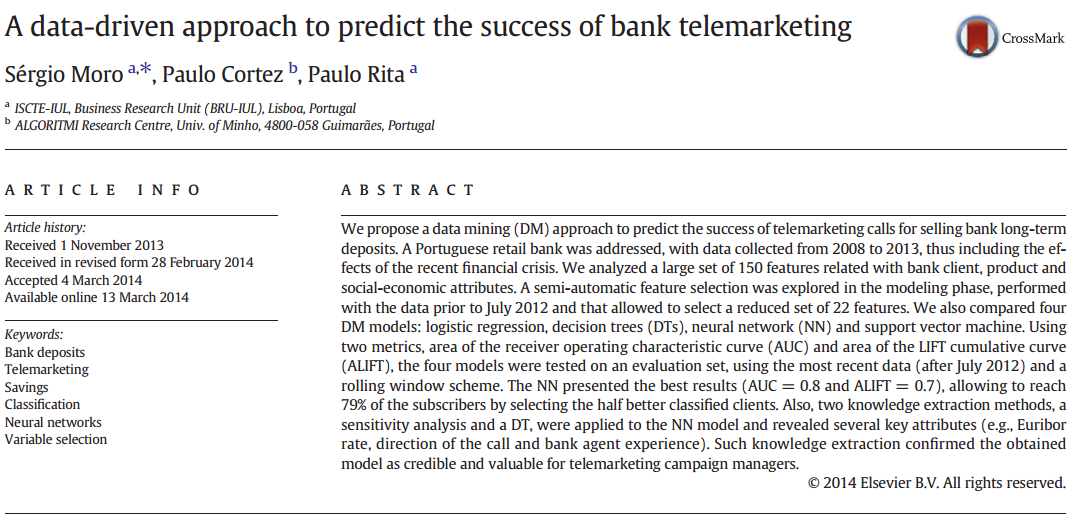 A data-driven approach to predict the success of bank telemarketing
CrossMark
Sérgio Moro a,*, Paulo Cortez b, Paulo Rita a
a ISCTE-IUL, Business Research Unit (BRU-IUL), Lisboa, Portugal
b ALGORITMI Research Centre, Univ. of Minho, 4800-058 Guimarães, Portugal
ARTICLE INFO
Article history:
Received 1 November 2013
Received in revised form 28 February 2014
Accepted 4 March 2014
Available online 13 March 2014
Keywords:
Bank deposits
Telemarketing
Savings
Classification
Neural networks
Variable selection
ABSTRACT
We propose a data mining (DM) approach to predict the success of telemarketing calls for selling bank long-term
deposits. A Portuguese retail bank was addressed, with data collected from 2008 to 2013, thus including the ef-
fects of the recent financial crisis. We analyzed a large set of 150 features related with bank client, product and
social-economic attributes. A semi-automatic feature selection was explored in the modeling phase, performed
with the data prior to July 2012 and that allowed to select a reduced set of 22 features. We also compared four
DM models: logistic regression, decision trees (DTs), neural network (NN) and support vector machine. Using
two metrics, area of the receiver operating characteristic curve (AUC) and area of the LIFT cumulative curve
(ALIFT), the four models were tested on an evaluation set, using the most recent data (after July 2012) and a
rolling window scheme. The NN presented the best results (AUC = 0.8 and ALIFT = 0.7), allowing to reach
79% of the subscribers by selecting the half better classified clients. Also, two knowledge extraction methods, a
sensitivity analysis and a DT, were applied to the NN model and revealed several key attributes (e.g., Euribor
rate, direction of the call and bank agent experience). Such knowledge extraction confirmed the obtained
model as credible and valuable for telemarketing campaign managers.
© 2014 Elsevier B.V. All rights reserved.